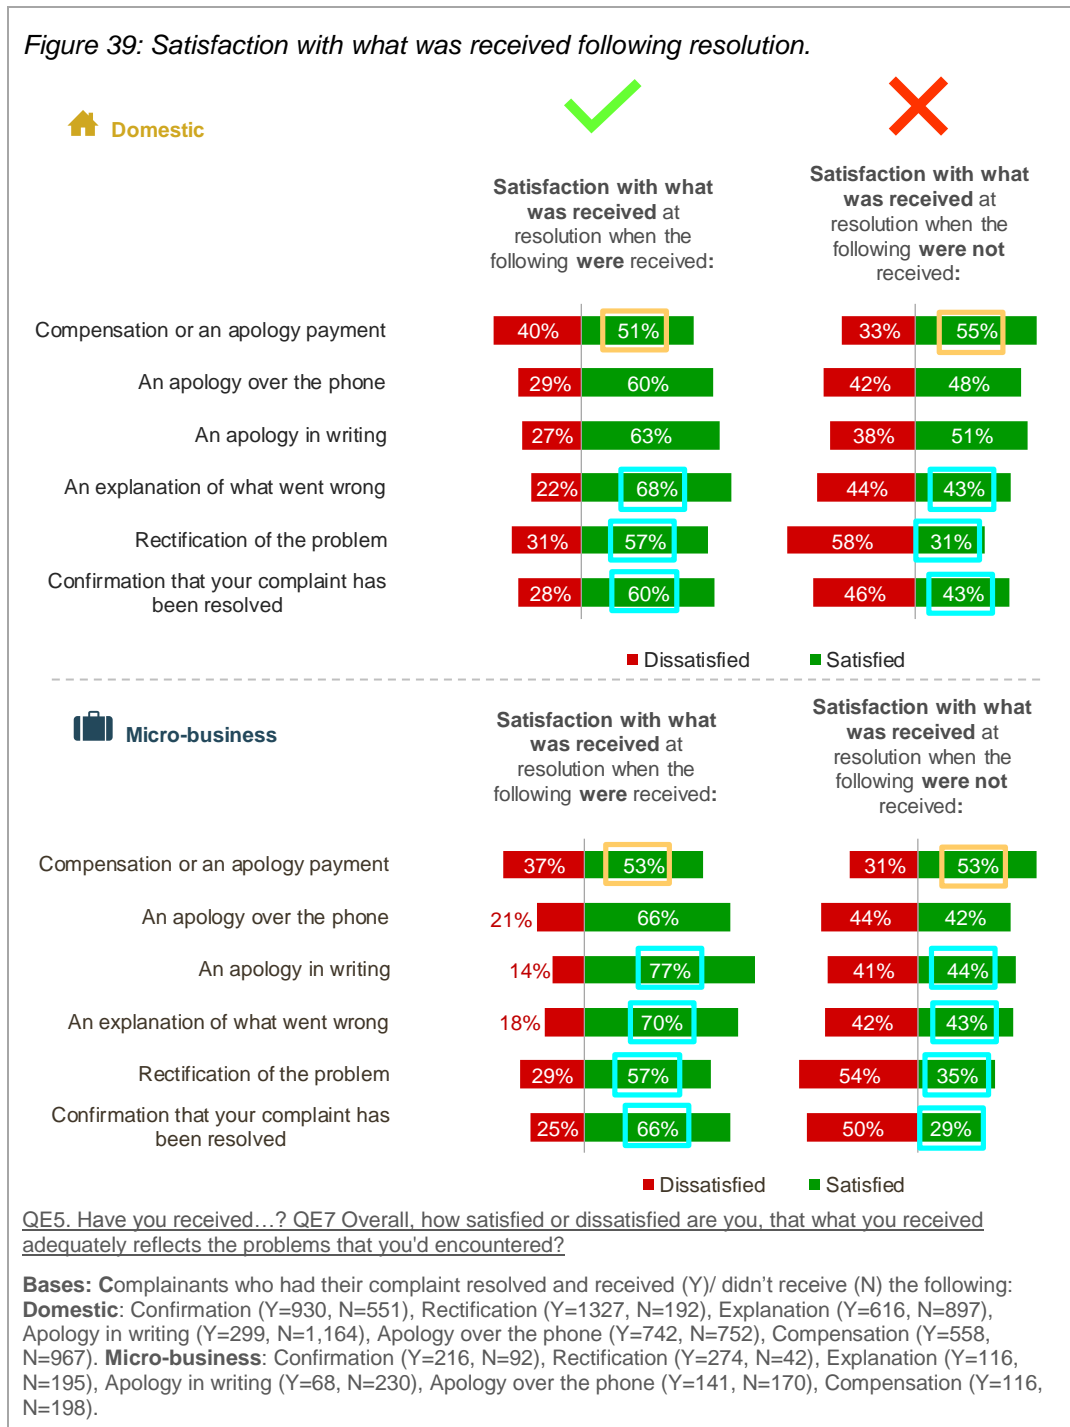 Figure 39: Satisfaction with what was received following resolution.
Domestic
Satisfaction with what
was received at
resolution when the
following were received:
Satisfaction with what
was received at
resolution when the
following were not
received:
Compensation or an apology payment
40% 51% 33% 55%
An apology over the phone
29% 60% 42% 48%
An apology in writing
27% 63% 38% 51%
An explanation of what went wrong
22% 68% 44% 43%
Rectification of the problem
31% 57% 58% 31%
Confirmation that your complaint has
been resolved
28% 60% 46% 43%
Dissatisfied Satisfied
Micro-business
Satisfaction with what
was received at
resolution when the
following were received:
Satisfaction with what
was received at
resolution when the
following were not
received:
Compensation or an apology payment
37% 53% 31% 53%
An apology over the phone
21% 66% 44% 42%
An apology in writing
14% 77% 41% 44%
An explanation of what went wrong
18% 70% 42% 43%
Rectification of the problem
29% 57% 54% 35%
Confirmation that your complaint has
been resolved
25% 66% 50% 29%
Dissatisfied Satisfied
QE5. Have you received…? QE7 Overall, how satisfied or dissatisfied are you, that what you received
adequately reflects the problems that you'd encountered?
Bases: Complainants who had their complaint resolved and received (Y)/ didn't receive (N) the following:
Domestic: Confirmation (Y=930, N=551), Rectification (Y=1327, N=192), Explanation (Y=616, N=897),
Apology in writing (Y=299, N=1,164), Apology over the phone (Y=742, N=752), Compensation (Y=558,
N=967). Micro-business: Confirmation (Y=216, N=92), Rectification (Y=274, N=42), Explanation (Y=116,
N=195), Apology in writing (Y=68, N=230), Apology over the phone (Y=141, N=170), Compensation (Y=116,
N=198).